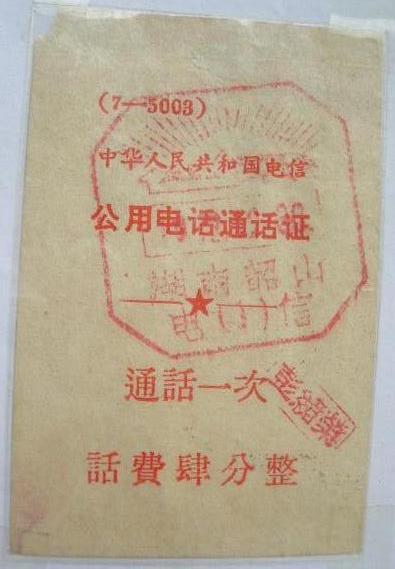 (7—5003)
中华人民共和国电信
公用电话通话证
湖南韶山
电(1)信
通話一次
話費肆分整